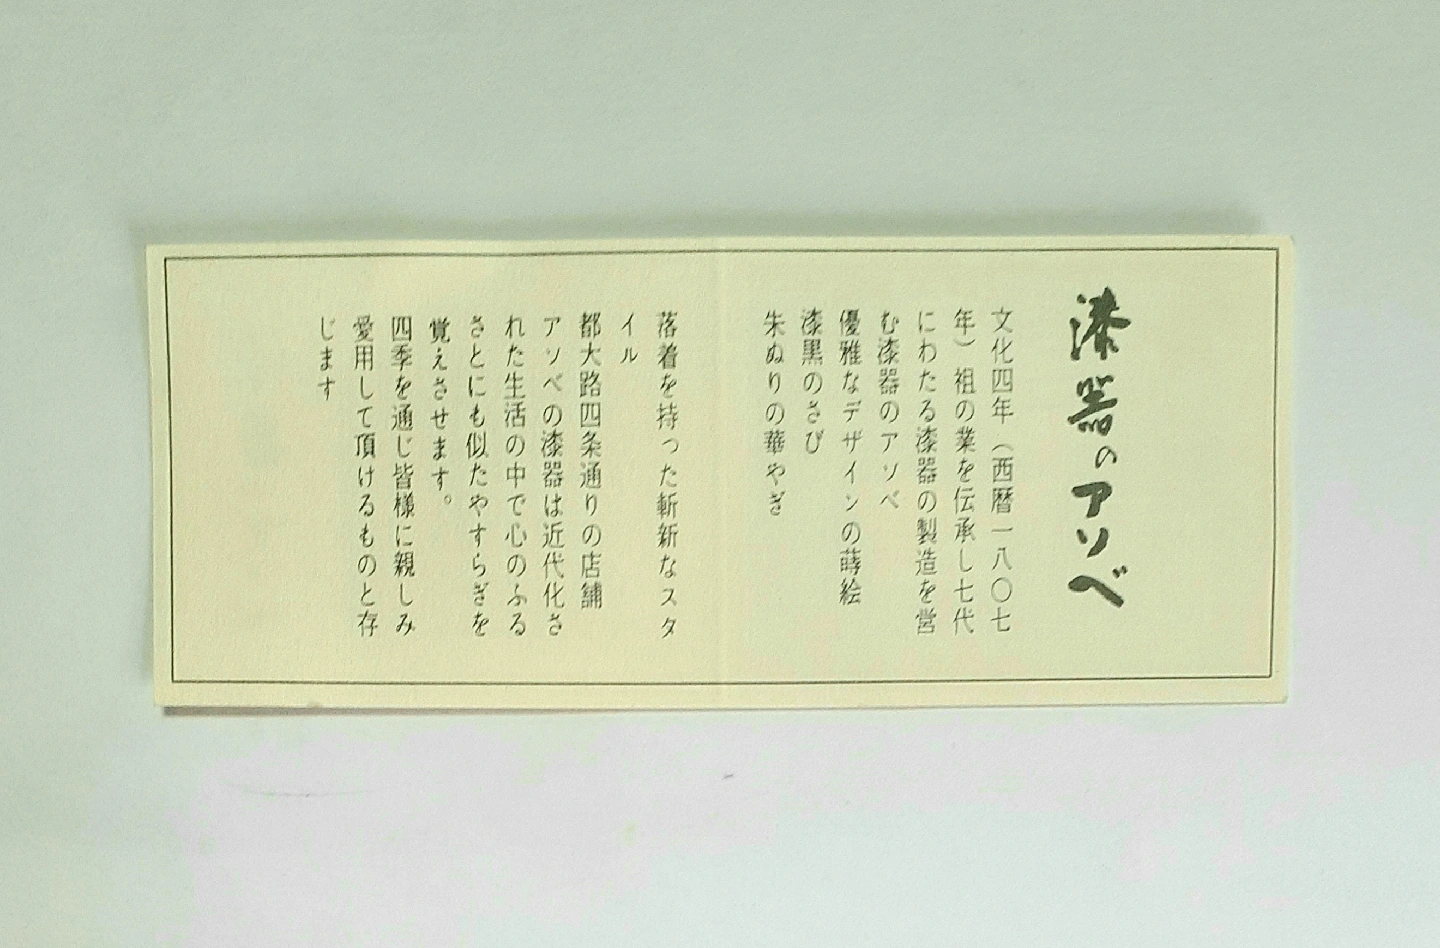 漆器のアソベ
文化四年（西暦一八〇七
年）祖の業を伝承し七代
にわたる漆器の製造を営
む漆器のアソベ
優雅なデザインの蒔絵
漆黒のさび
朱ぬりの華やぎ
落着を持った斬新なスタ
イル
都大路四条通りの店舗
アソベの漆器は近代化さ
れた生活の中で心のふる
さとにも似たやすらぎを
覚えさせます。
四季を通じ皆様に親しみ
愛用して頂けるものと存
じます